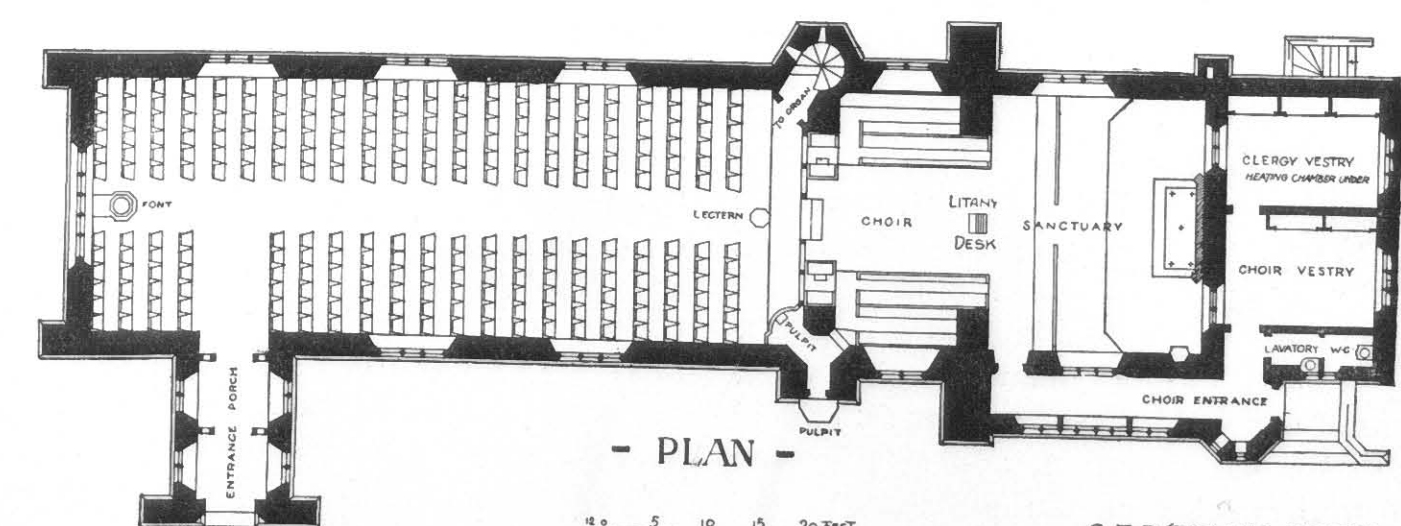 TO ORGAN
CLERGY VESTRY
HEATING CHAMBER UNDER
FONT
LECTERN
CHOIR
LITANY
DESK
SANCTUARY
CHOIR VESTRY
PULPIT
LAVATORY W.C.
ENTRANCE PORCH
CHOIR ENTRANCE
PULPIT
- PLAN -
12 0 5 10 15 20 FEET